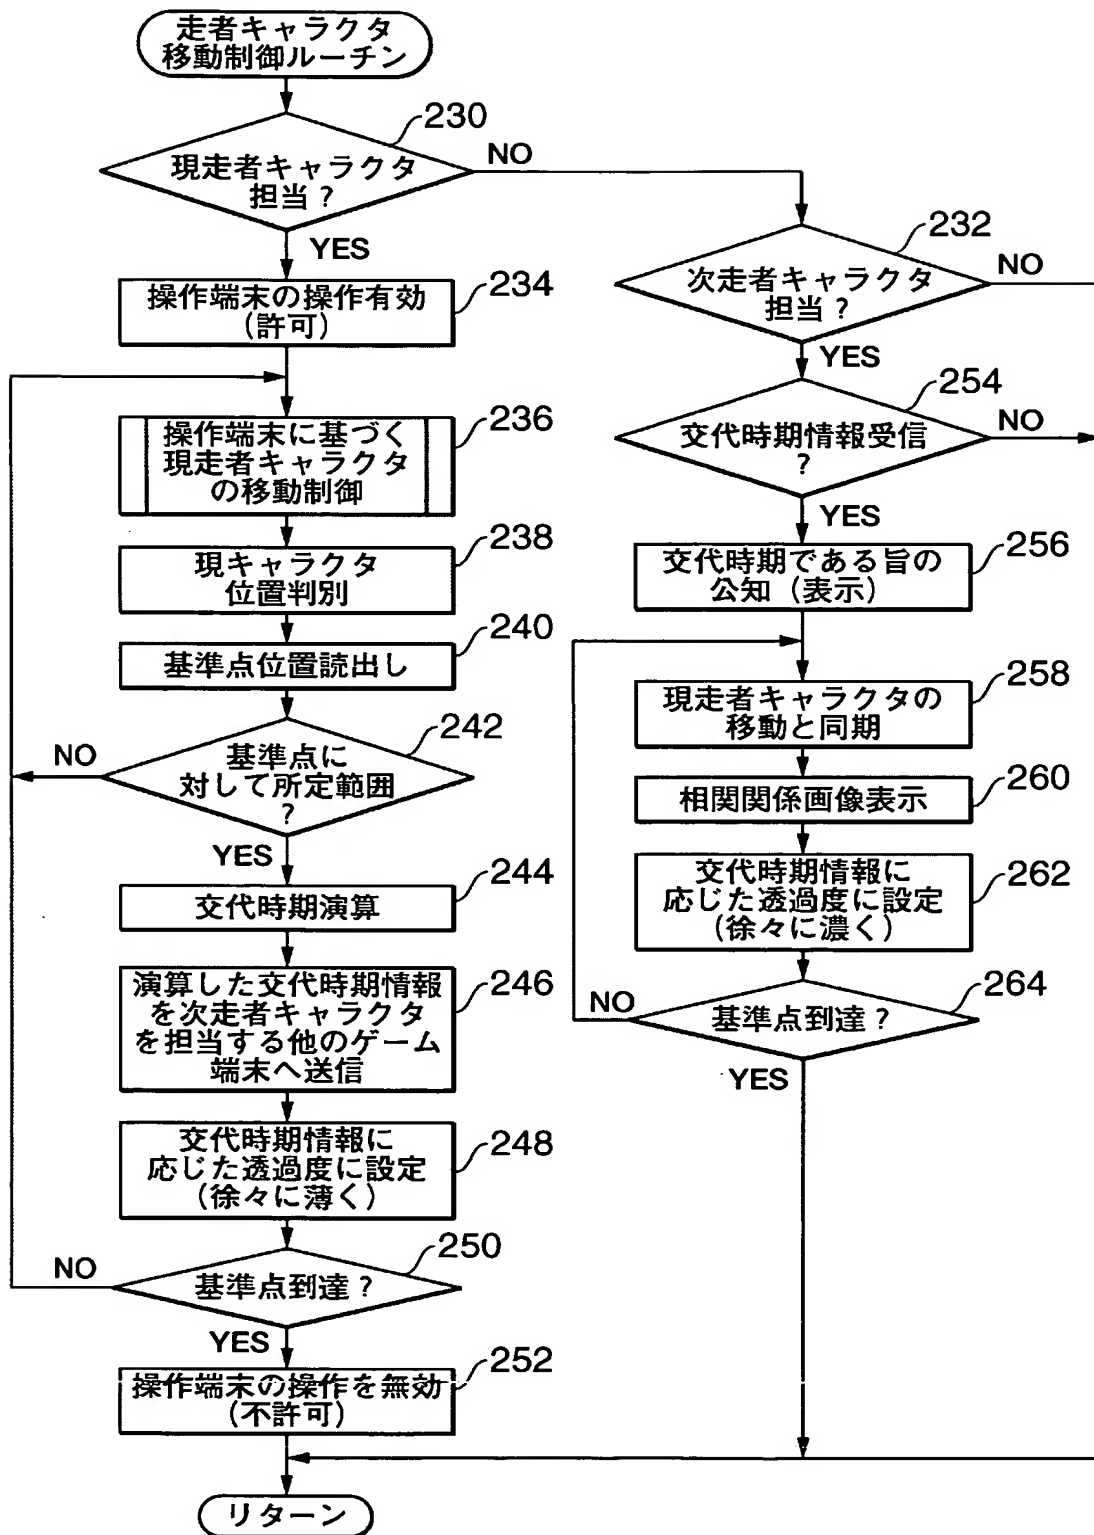 走者キャラクタ
移動制御ルーチン
230
現走者キャラクタ
担当？
NO
YES
232
次走者キャラクタ
担当？
NO
YES
234
操作端末の操作有効
(許可)
254
交代時期情報受信
？
NO
YES
236
操作端末に基づく
現走者キャラクタ
の移動制御
238
現キャラクタ
位置判別
256
交代時期である旨の
公知（表示）
240
基準点位置読出し
258
現走者キャラクタの
移動と同期
242
基準点に
対して所定範囲
？
NO
YES
260
相関関係画像表示
244
交代時期演算
262
交代時期情報に
応じた透過度に設定
(徐々に濃く)
246
演算した交代時期情報
を次走者キャラクタ
を担当する他のゲーム
端末へ送信
264
基準点到達？
NO
YES
248
交代時期情報に
応じた透過度に設定
(徐々に薄く)
250
基準点到達？
NO
YES
252
操作端末の操作を無効
(不許可)
リターン